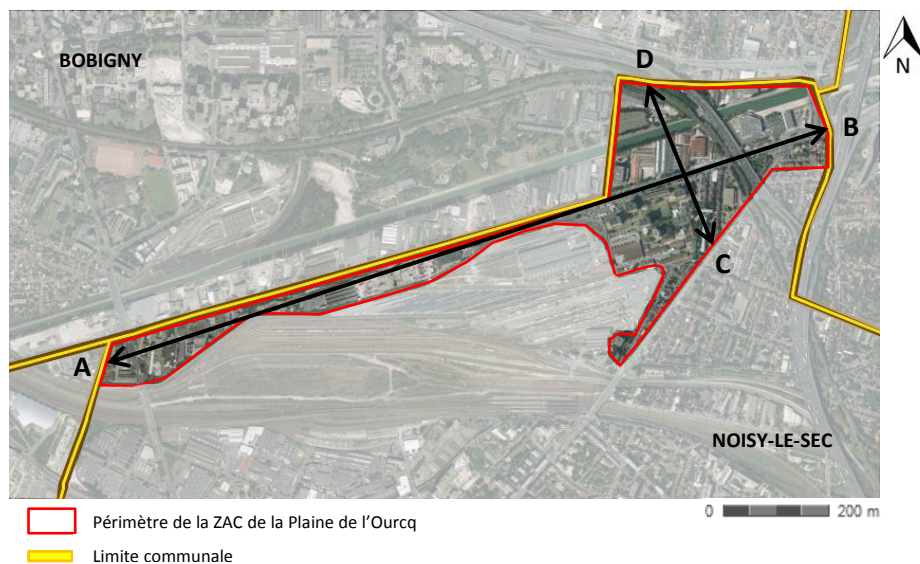 BOBIGNY
D
N
B
C
A
NOISY-LE-SEC
0 200 m
Périmètre de la ZAC de la Plaine de l’Ourcq
Limite communale